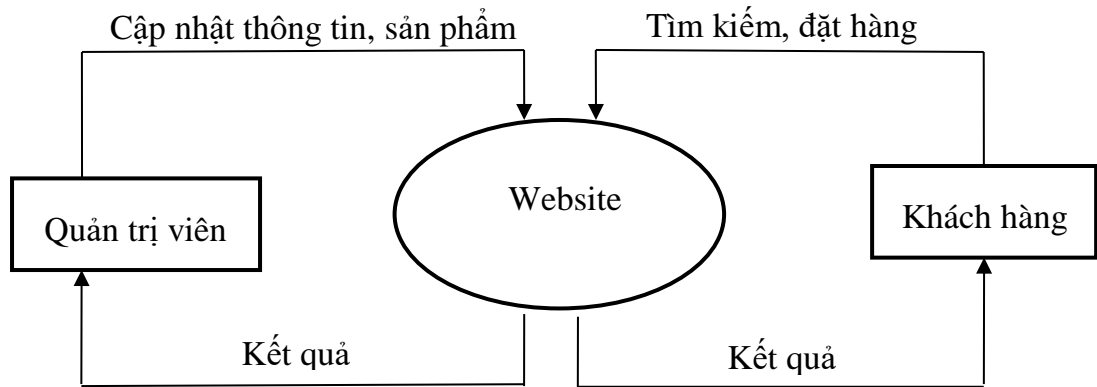 Cập nhật thông tin, sản phẩm
Tìm kiếm, đặt hàng
Quản trị viên
Website
Khách hàng
Kết quả
Kết quả